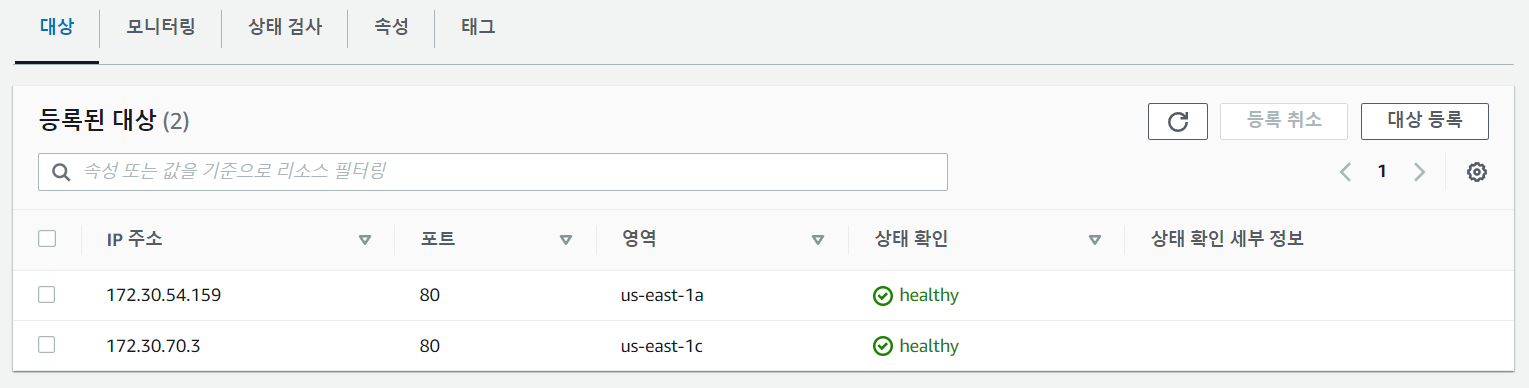 대상 모니터링 상태 검사 속성 태그
등록된 대상 (2) 등록 취소 대상 등록
속성 또는 값을 기준으로 리소스 필터링 1
IP 주소 포트 영역 상태 확인 상태 확인 세부 정보
172.30.54.159 80 us-east-1a healthy
172.30.70.3 80 us-east-1c healthy